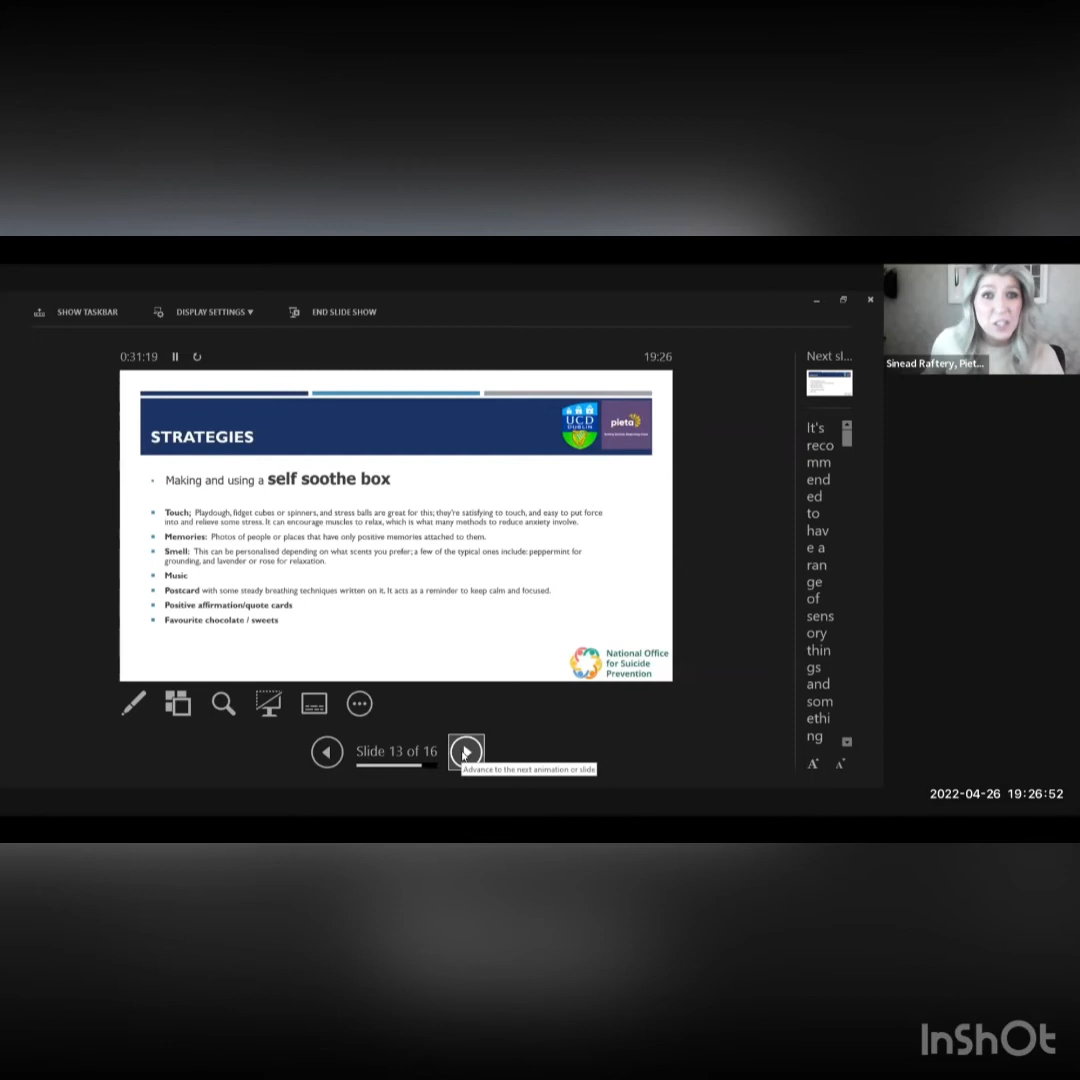 SHOW TASKBAR
DISPLAY SETTINGS ▾
END SLIDE SHOW
0:31:19
19:26
Next sl...
Sinead Raftery, Piet...
UCD
DUBLIN
pieta
STRATEGIES
• Making and using a self soothe box
▪ Touch; Playdough, fidget cubes or spinners, and stress balls are great for this; they're satisfying to touch, and easy to put force
into and relieve some stress. It can encourage muscles to relax, which is what many methods to reduce anxiety involve.
▪ Memories: Photos of people or places that have only positive memories attached to them.
▪ Smell: This can be personalised depending on what scents you prefer; a few of the typical ones include: peppermint for
grounding, and lavender or rose for relaxation.
▪ Music
▪ Postcard with some steady breathing techniques written on it. It acts as a reminder to keep calm and focused.
▪ Positive affirmation/quote cards
▪ Favourite chocolate / sweets
National Office
for Suicide
Prevention
It's
reco
mm
end
ed
to
hav
e a
ran
ge
of
sens
ory
thin
gs
and
som
ethi
ng
A A
Slide 13 of 16
Advance to the next animation or slide
2022-04-26 19:26:52
InShOt